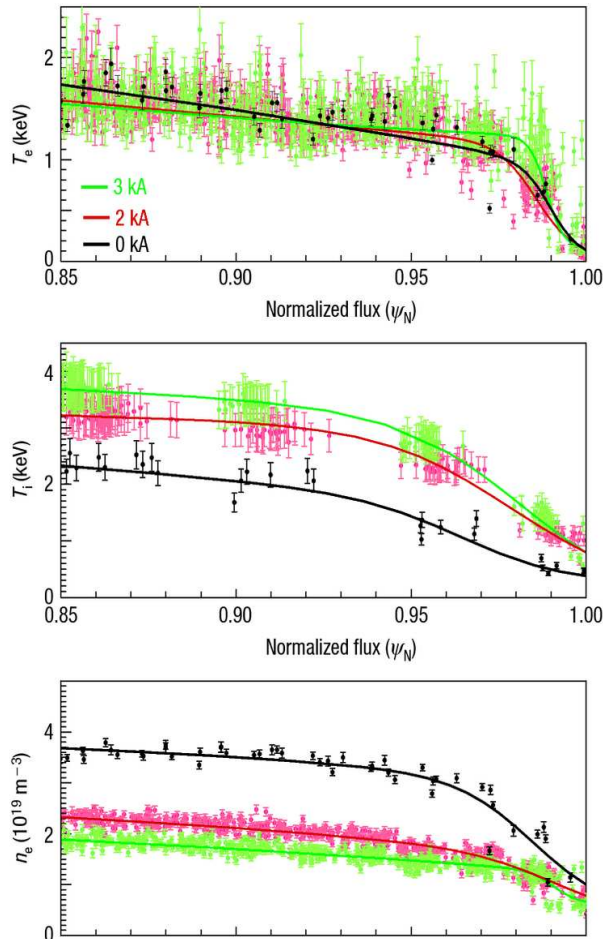 2
1
0
T_e (keV)
3 kA
2 kA
0 kA
0.85 0.90 0.95 1.00
Normalized flux (ψ_N)
4
2
0
T_i (keV)
0.85 0.90 0.95 1.00
Normalized flux (ψ_N)
4
2
0
n_e (10^19 m^−3)